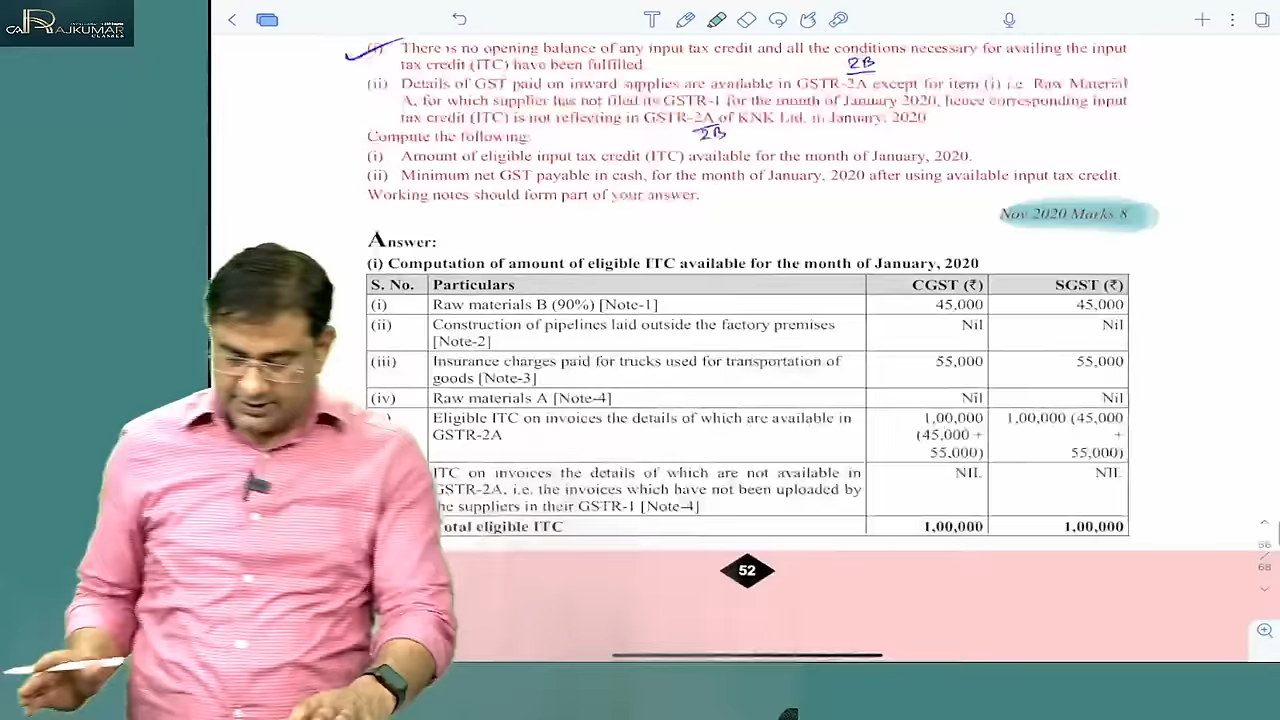 CA RAJKUMAR
CLASSES
(i) There is no opening balance of any input tax credit and all the conditions necessary for availing the input
tax credit (ITC) have been fulfilled.
2B
(ii) Details of GST paid on inward supplies are available in GSTR-2A except for item (i) i.e. Raw Material
A, for which supplier has not filed its GSTR-1 for the month of January 2020, hence corresponding input
tax credit (ITC) is not reflecting in GSTR-2A of KNK Ltd. in January, 2020
2B
Compute the following:
(i) Amount of eligible input tax credit (ITC) available for the month of January, 2020.
(ii) Minimum net GST payable in cash, for the month of January, 2020 after using available input tax credit.
Working notes should form part of your answer.
Nov 2020 Marks 8
Answer:
(i) Computation of amount of eligible ITC available for the month of January, 2020
S. No. Particulars CGST (₹) SGST (₹)
(i) Raw materials B (90%) [Note-1] 45,000 45,000
(ii) Construction of pipelines laid outside the factory premises Nil Nil
[Note-2]
(iii) Insurance charges paid for trucks used for transportation of 55,000 55,000
goods [Note-3]
(iv) Raw materials A [Note-4] Nil Nil
) Eligible ITC on invoices the details of which are available in 1,00,000 1,00,000 (45,000
GSTR-2A (45,000 + +
55,000) 55,000)
ITC on invoices the details of which are not available in NIL NIL
GSTR-2A, i.e. the invoices which have not been uploaded by
he suppliers in their GSTR-1 [Note-4]
otal eligible ITC 1,00,000 1,00,000
52
56
68